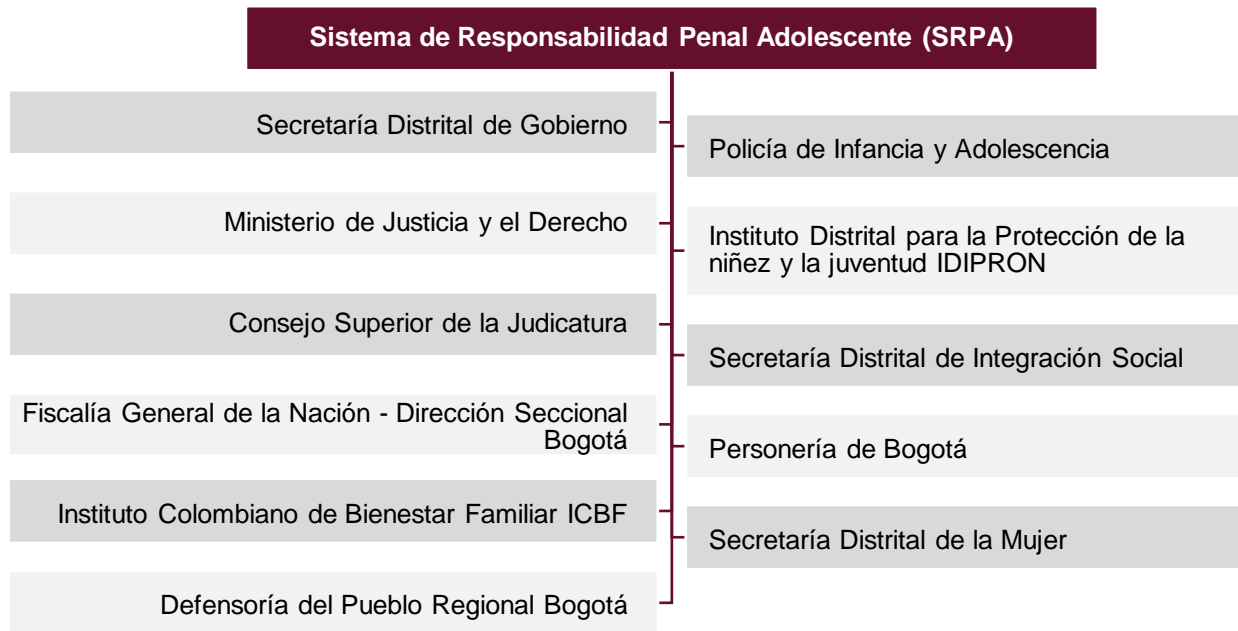 Sistema de Responsabilidad Penal Adolescente (SRPA)
Secretaría Distrital de Gobierno
Ministerio de Justicia y el Derecho
Consejo Superior de la Judicatura
Fiscalía General de la Nación - Dirección Seccional
Bogotá
Instituto Colombiano de Bienestar Familiar ICBF
Defensoría del Pueblo Regional Bogotá
Policía de Infancia y Adolescencia
Instituto Distrital para la Protección de la
niñez y la juventud IDIPRON
Secretaría Distrital de Integración Social
Personería de Bogotá
Secretaría Distrital de la Mujer